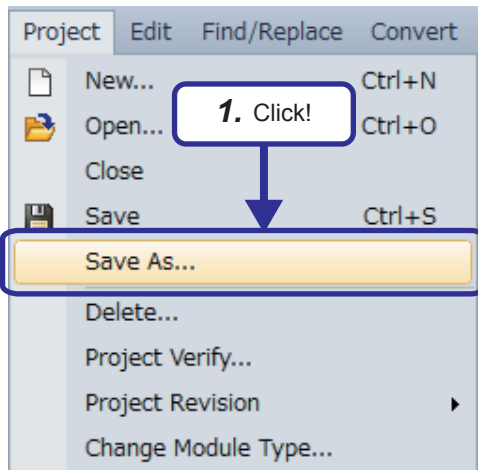 Project Edit Find/Replace Convert
New... Ctrl+N
1. Click!
Open... Ctrl+O
Close
Save Ctrl+S
Save As...
Delete...
Project Verify...
Project Revision
Change Module Type...